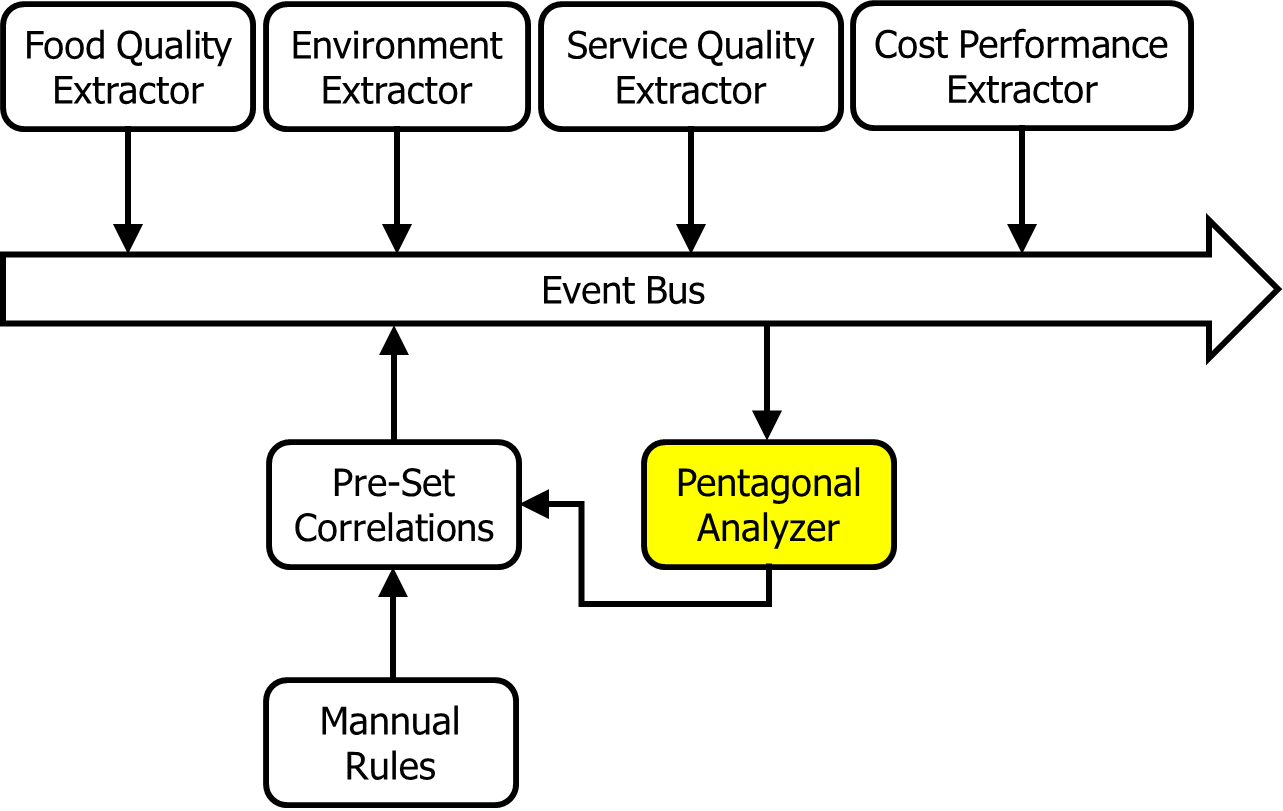 Food Quality
Extractor
Environment
Extractor
Service Quality
Extractor
Cost Performance
Extractor
Event Bus
Pre-Set
Correlations
Pentagonal
Analyzer
Mannual
Rules